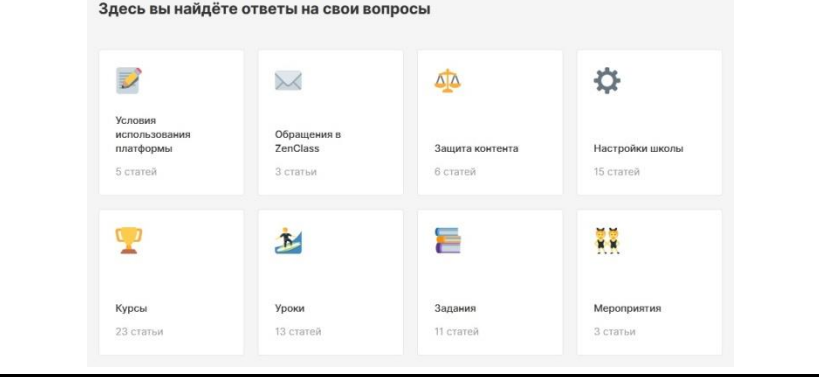 Здесь вы найдёте ответы на свои вопросы
Условия
использования
платформы
5 статей
Обращения в
ZenClass
3 статьи
Защита контента
6 статей
Настройки школы
15 статей
Курсы
23 статьи
Уроки
13 статей
Задания
11 статей
Мероприятия
3 статьи